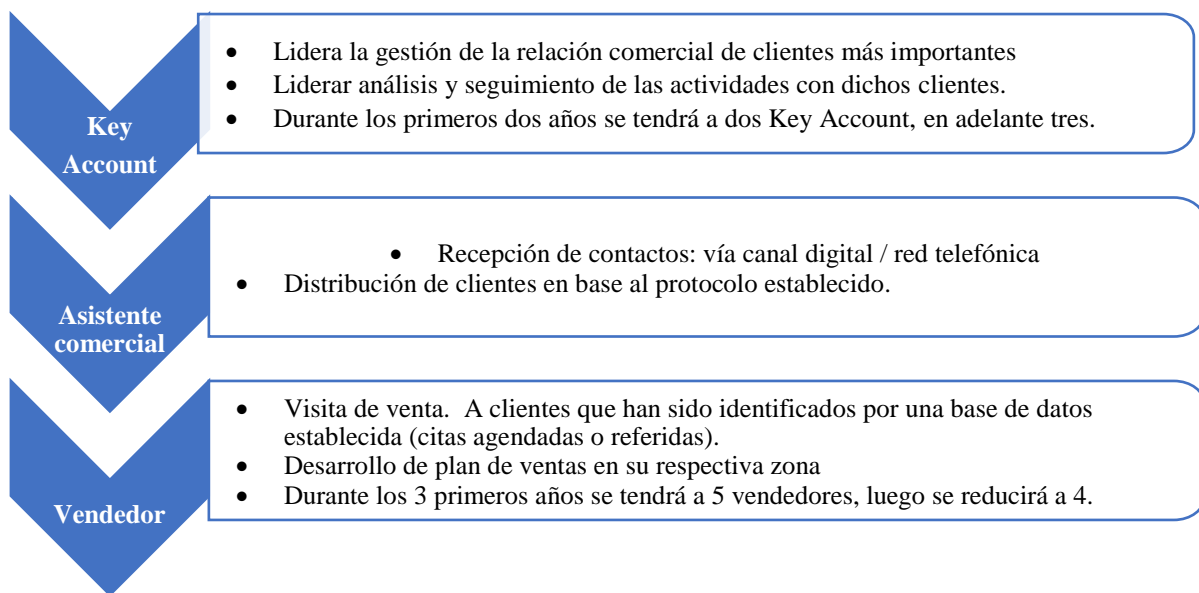 Key
Account
• Lidera la gestión de la relación comercial de clientes más importantes
• Liderar análisis y seguimiento de las actividades con dichos clientes.
• Durante los primeros dos años se tendrá a dos Key Account, en adelante tres.
Asistente
comercial
• Recepción de contactos: vía canal digital / red telefónica
• Distribución de clientes en base al protocolo establecido.
Vendedor
• Visita de venta. A clientes que han sido identificados por una base de datos
establecida (citas agendadas o referidas).
• Desarrollo de plan de ventas en su respectiva zona
• Durante los 3 primeros años se tendrá a 5 vendedores, luego se reducirá a 4.